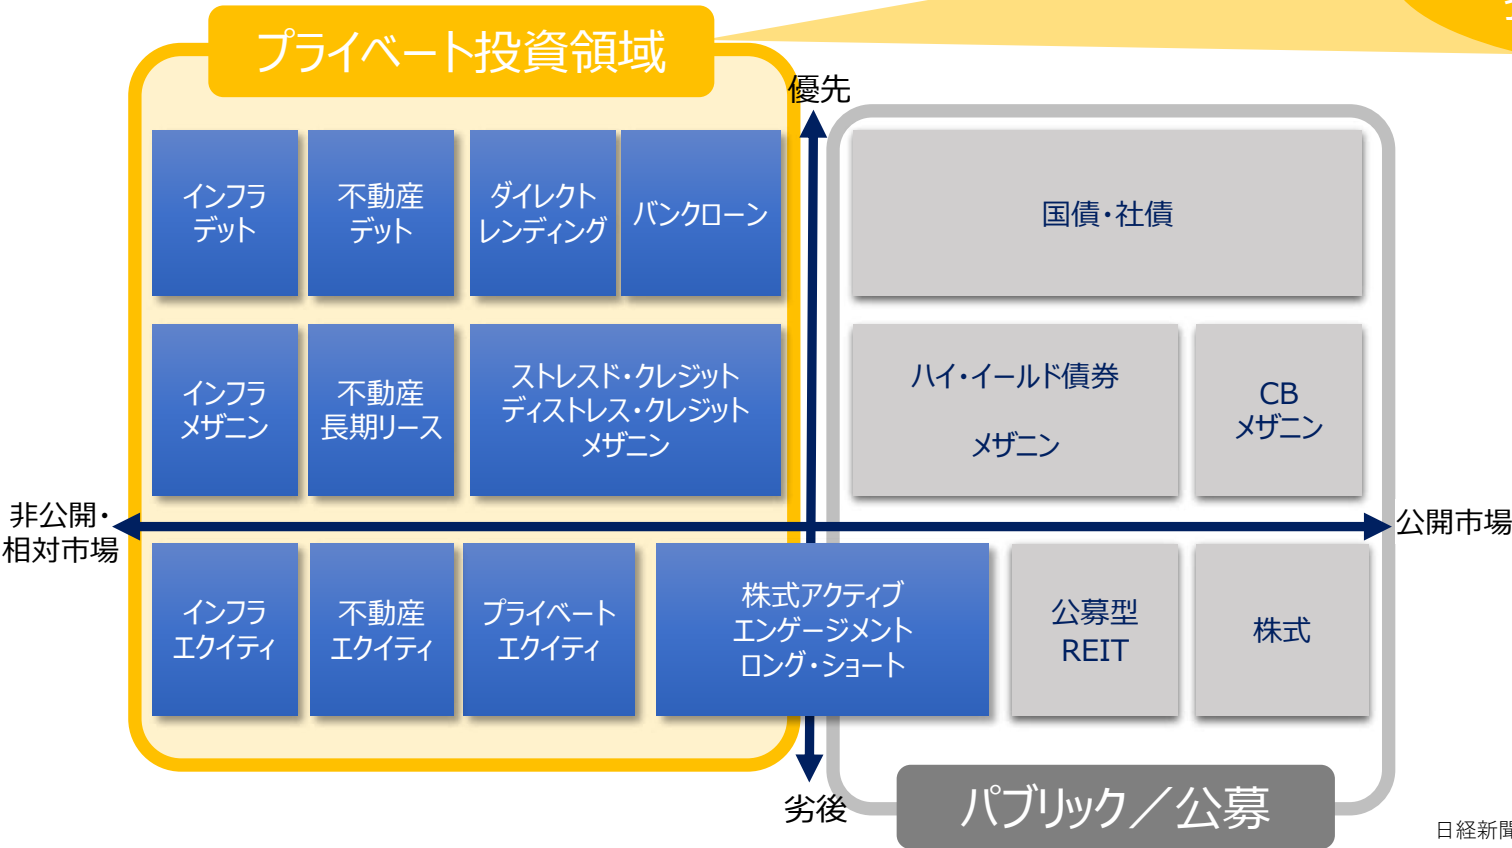 プライベート投資領域
優先
インフラ
デット
不動産
デット
ダイレクト
レンディング
バンクローン
国債・社債
インフラ
メザニン
不動産
長期リース
ストレスド・クレジット
ディストレス・クレジット
メザニン
ハイ・イールド債券
メザニン
CB
メザニン
非公開・
相対市場
公開市場
インフラ
エクイティ
不動産
エクイティ
プライベート
エクイティ
株式アクティブ
エンゲージメント
ロング・ショート
公募型
REIT
株式
劣後
パブリック／公募
日経新聞